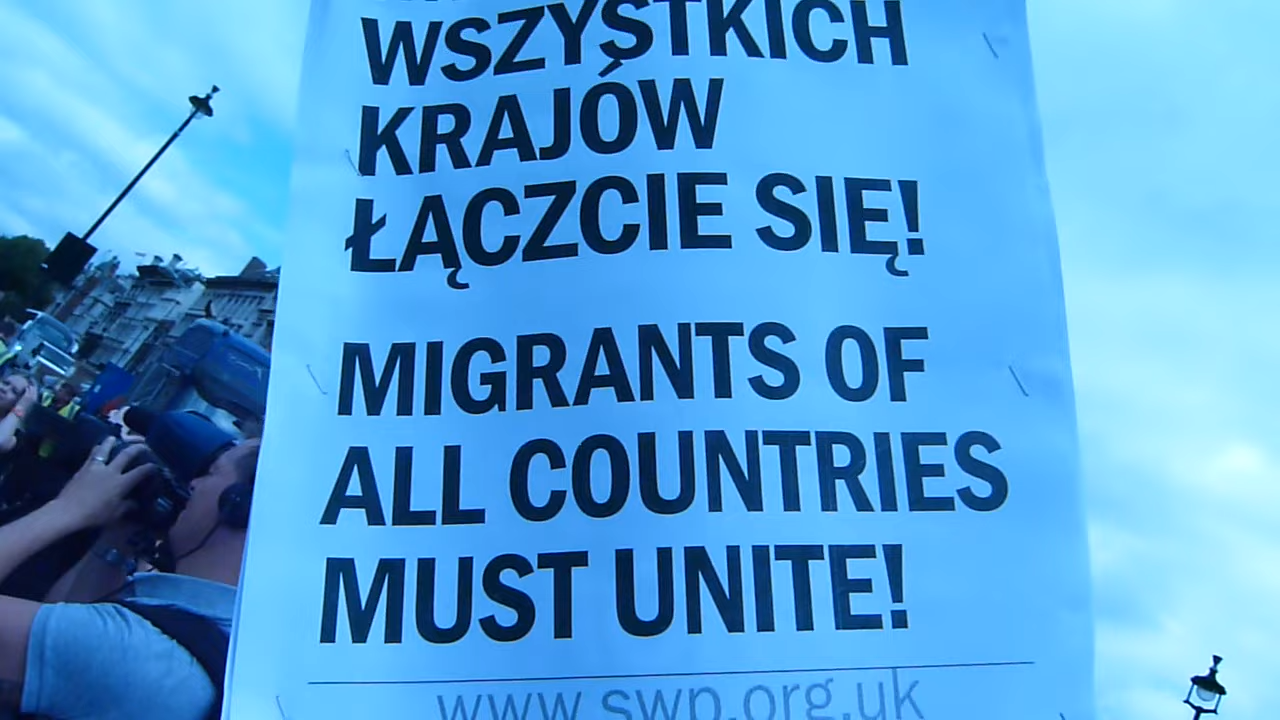 WSZYSTKICH
KRAJÓW
ŁĄCZCIE SIĘ!
MIGRANTS OF
ALL COUNTRIES
MUST UNITE!
www.swp.org.uk